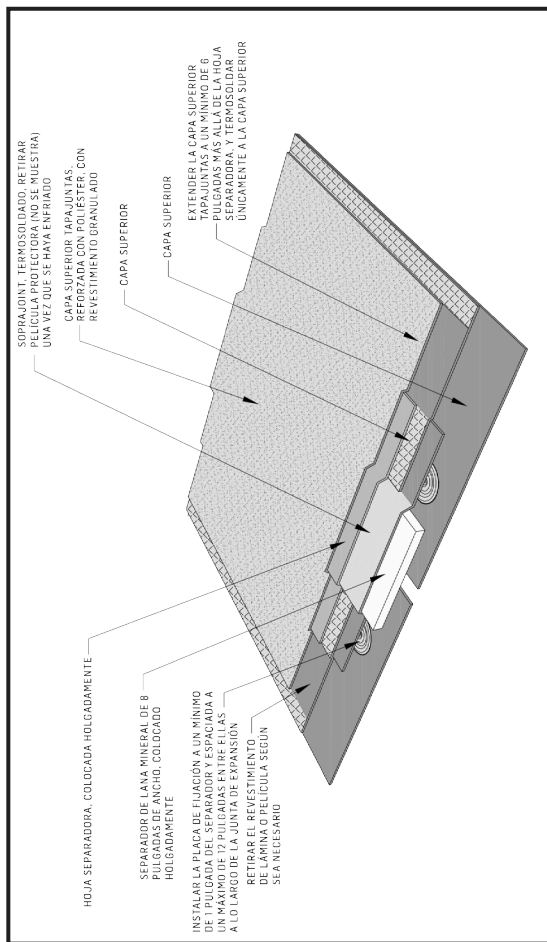 SOPRAJOINT, TERMOSOLDADO, RETIRAR
PELÍCULA PROTECTORA (NO SE MUESTRA)
UNA VEZ QUE SE HAYA ENFRIADO
CAPA SUPERIOR TAPAJUNTAS,
REFORZADA CON POLIÉSTER, CON
REVESTIMIENTO GRANULADO
CAPA SUPERIOR
CAPA SUPERIOR
EXTENDER LA CAPA SUPERIOR
TAPAJUNTAS A UN MÍNIMO DE 6
PULGADAS MÁS ALLÁ DE LA HOJA
SEPARADORA, Y TERMOSOLDAR
ÚNICAMENTE A LA CAPA SUPERIOR
HOJA SEPARADORA, COLOCADA HOLGADAMENTE
SEPARADOR DE LANA MINERAL DE 8
PULGADAS DE ANCHO, COLOCADO
HOLGADAMENTE
INSTALAR LA PLACA DE FIJACIÓN A UN MÍNIMO
DE 1 PULGADA DEL SEPARADOR Y ESPACIADA A
UN MÁXIMO DE 12 PULGADAS ENTRE ELLAS
A LO LARGO DE LA JUNTA DE EXPANSIÓN
RETIRAR EL REVESTIMIENTO
DE LÁMINA O PELÍCULA SEGÚN
SEA NECESARIO